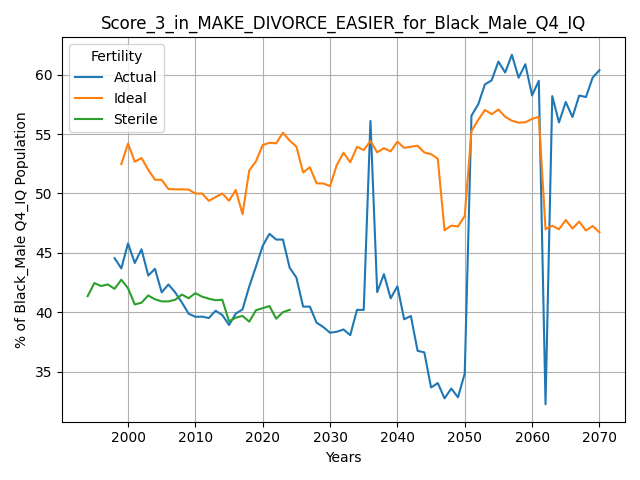 Score_3_in_MAKE_DIVORCE_EASIER_for_Black_Male_Q4_IQ
Fertility
Actual
Ideal
Sterile
% of Black_Male Q4_IQ Population
60
55
50
45
40
35
2000 2010 2020 2030 2040 2050 2060 2070
Years